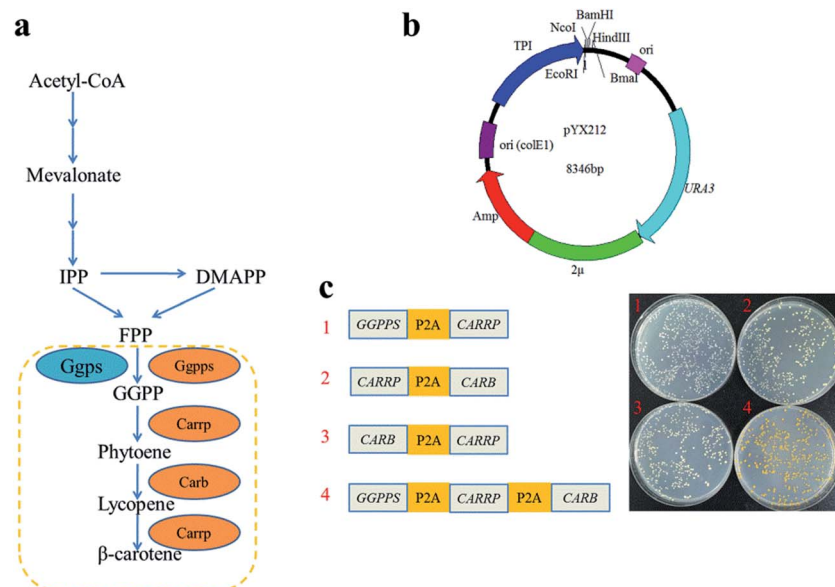 a
Acetyl-CoA
Mevalonate
IPP
DMAPP
FPP
Ggps
Ggpps
GGPP
Carrp
Phytoene
Carb
Lycopene
Carrp
β-carotene
b
BamHI
NcoI
HindIII
TPI
ori
EcoRI
1
BmaI
pYX212
ori (colE1)
8346bp
URA3
Amp
2μ
c
1
GGPPS P2A CARRP
2
CARRP P2A CARB
3
CARB P2A CARRP
4
GGPPS P2A CARRP P2A CARB
1
2
3
4